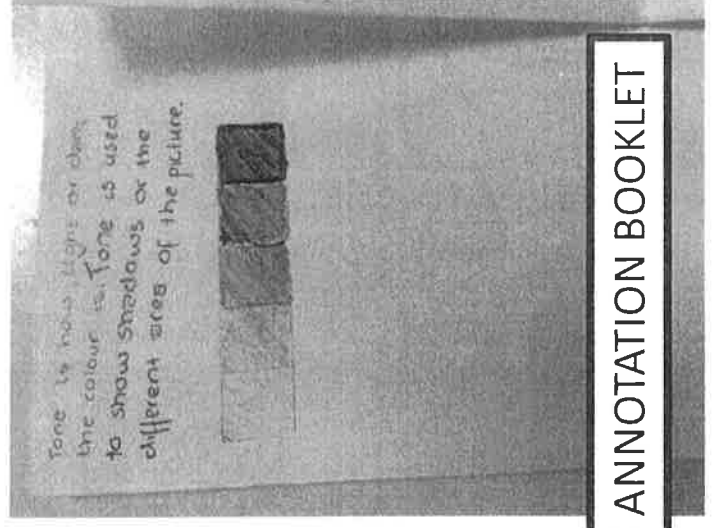 Tone is how light or dark
the colour is. Tone is used
to show shadows or the
different ares of the picture.
ANNOTATION BOOKLET